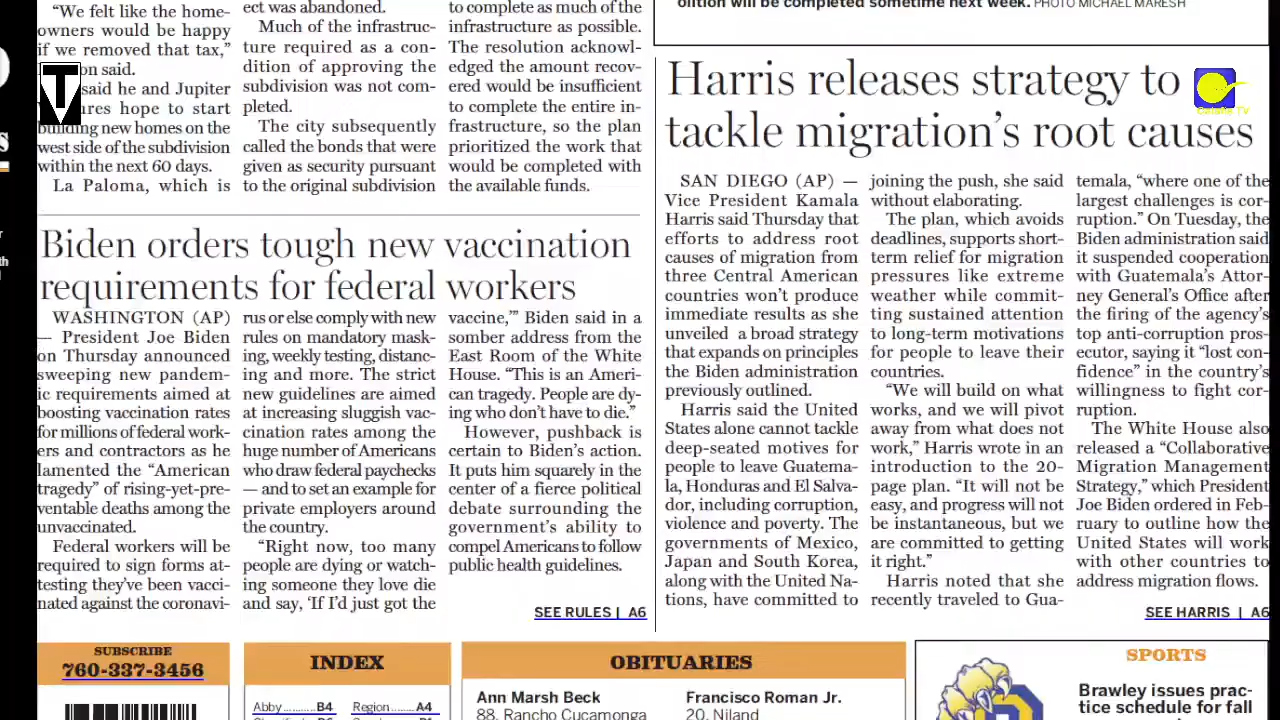 “We felt like the home-
owners would be happy
if we removed that tax,”
on said.
said he and Jupiter
ures hope to start
building new homes on the
west side of the subdivision
within the next 60 days.
La Paloma, which is
ect was abandoned.
Much of the infrastruc-
ture required as a con-
dition of approving the
subdivision was not com-
pleted.
The city subsequently
called the bonds that were
given as security pursuant
to the original subdivision
to complete as much of the
infrastructure as possible.
The resolution acknowl-
edged the amount recov-
ered would be insufficient
to complete the entire in-
frastructure, so the plan
prioritized the work that
would be completed with
the available funds.
olition will be completed sometime next week. PHOTO MICHAEL MARESH
Biden orders tough new vaccination
requirements for federal workers
WASHINGTON (AP)
— President Joe Biden
on Thursday announced
sweeping new pandem-
ic requirements aimed at
boosting vaccination rates
for millions of federal work-
ers and contractors as he
lamented the “American
tragedy” of rising-yet-pre-
ventable deaths among the
unvaccinated.
Federal workers will be
required to sign forms at-
testing they’ve been vacci-
nated against the coronavi-
rus or else comply with new
rules on mandatory mask-
ing, weekly testing, distanc-
ing and more. The strict
new guidelines are aimed
at increasing sluggish vac-
cination rates among the
huge number of Americans
who draw federal paychecks
— and to set an example for
private employers around
the country.
“Right now, too many
people are dying or watch-
ing someone they love die
and say, ‘If I’d just got the
vaccine,’” Biden said in a
somber address from the
East Room of the White
House. “This is an Ameri-
can tragedy. People are dy-
ing who don’t have to die.”
However, pushback is
certain to Biden’s action.
It puts him squarely in the
center of a fierce political
debate surrounding the
government’s ability to
compel Americans to follow
public health guidelines.
SEE RULES | A6
Harris releases strategy to
tackle migration’s root causes
SAN DIEGO (AP) —
Vice President Kamala
Harris said Thursday that
efforts to address root
causes of migration from
three Central American
countries won’t produce
immediate results as she
unveiled a broad strategy
that expands on principles
the Biden administration
previously outlined.
Harris said the United
States alone cannot tackle
deep-seated motives for
people to leave Guatema-
la, Honduras and El Salva-
dor, including corruption,
violence and poverty. The
governments of Mexico,
Japan and South Korea,
along with the United Na-
tions, have committed to
joining the push, she said
without elaborating.
The plan, which avoids
deadlines, supports short-
term relief for migration
pressures like extreme
weather while commit-
ting sustained attention
to long-term motivations
for people to leave their
countries.
“We will build on what
works, and we will pivot
away from what does not
work,” Harris wrote in an
introduction to the 20-
page plan. “It will not be
easy, and progress will not
be instantaneous, but we
are committed to getting
it right.”
Harris noted that she
recently traveled to Gua-
temala, “where one of the
largest challenges is cor-
ruption.” On Tuesday, the
Biden administration said
it suspended cooperation
with Guatemala’s Attor-
ney General’s Office after
the firing of the agency’s
top anti-corruption pros-
ecutor, saying it “lost con-
fidence” in the country’s
willingness to fight cor-
ruption.
The White House also
released a “Collaborative
Migration Management
Strategy,” which President
Joe Biden ordered in Feb-
ruary to outline how the
United States will work
with other countries to
address migration flows.
SEE HARRIS | A6
SUBSCRIBE
760-337-3456
INDEX
Abby ........... B4
Region ......... A4
OBITUARIES
Ann Marsh Beck
88, Rancho Cucamonga
Francisco Roman Jr.
20, Niland
SPORTS
Brawley issues prac-
tice schedule for fall